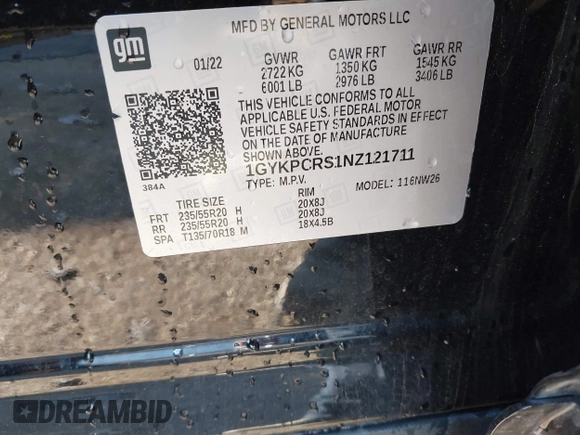 MFD BY GENERAL MOTORS LLC
gm
01/22 GVWR GAWR FRT GAWR RR
2722 KG 1350 KG 1545 KG
6001 LB 2976 LB 3406 LB
THIS VEHICLE CONFORMS TO ALL
APPLICABLE U.S. FEDERAL MOTOR
VEHICLE SAFETY STANDARDS IN EFFECT
ON THE DATE OF MANUFACTURE
SHOWN ABOVE.
384A
1GYKPCRS1NZ121711
TYPE: M.P.V. MODEL: 116NW26
TIRE SIZE RIM
FRT 235/55R20 H 20X8J
RR 235/55R20 H 20X8J
SPA T135/70R18 M 18X4.5B
DREAMBID